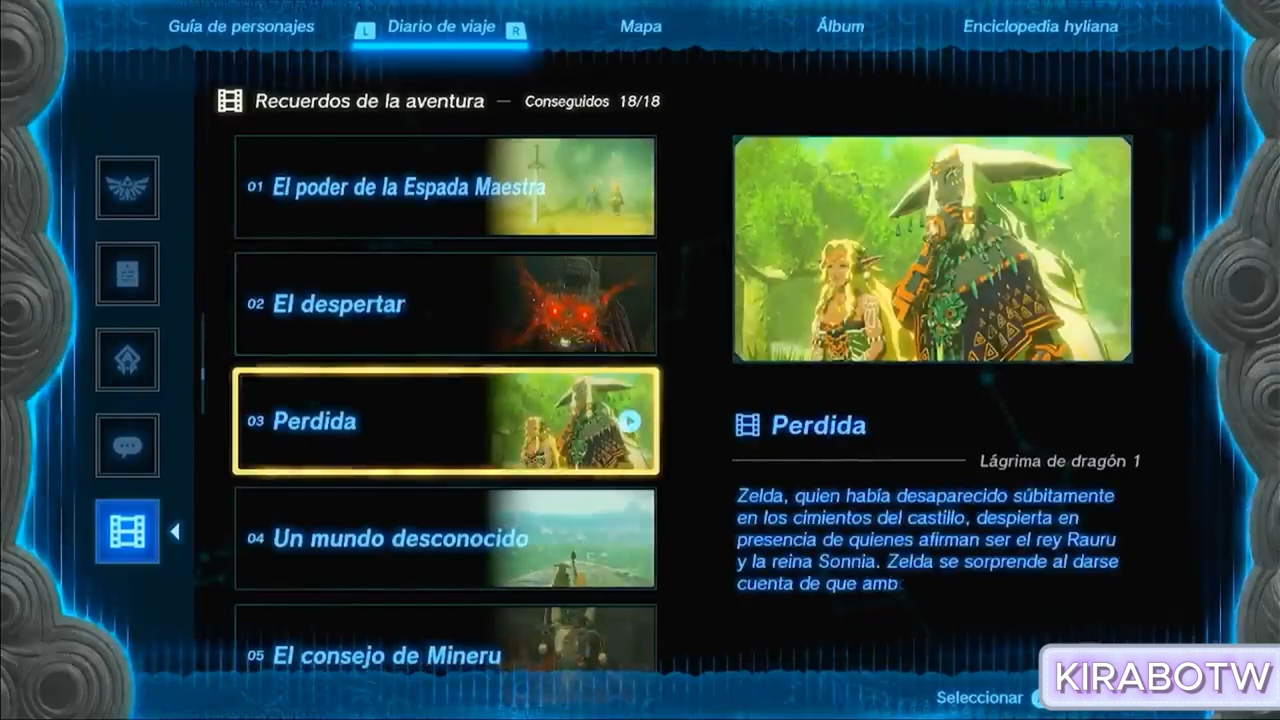 Guía de personajes
L Diario de viaje R
Mapa
Álbum
Enciclopedia hyliana
Recuerdos de la aventura — Conseguidos 18/18
01 El poder de la Espada Maestra
02 El despertar
03 Perdida
04 Un mundo desconocido
05 El consejo de Mineru
Perdida
Lágrima de dragón 1
Zelda, quien había desaparecido súbitamente
en los cimientos del castillo, despierta en
presencia de quienes afirman ser el rey Rauru
y la reina Sonnia. Zelda se sorprende al darse
cuenta de que amb
Seleccionar
KIRABOTW